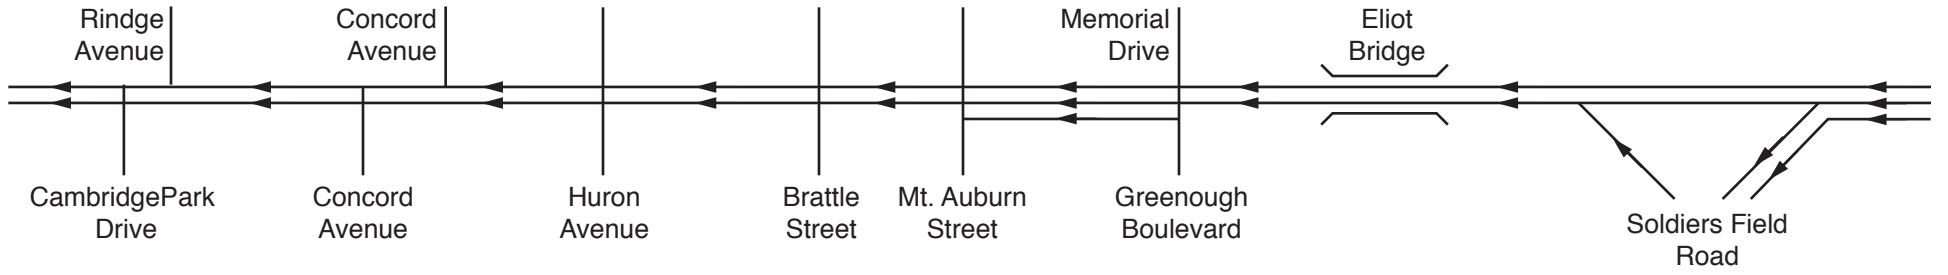 Rindge
Avenue
Concord
Avenue
Memorial
Drive
Eliot
Bridge
CambridgePark
Drive
Concord
Avenue
Huron
Avenue
Brattle
Street
Mt. Auburn
Street
Greenough
Boulevard
Soldiers Field
Road